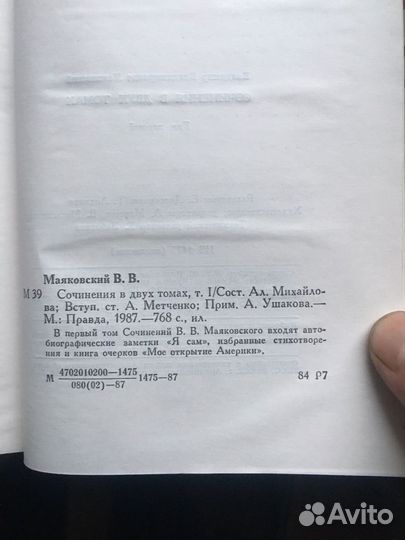 Маяковский В. В.
М 39 Сочинения в двух томах, т. I/Сост. Ал. Михайло-
ва; Вступ. ст. А. Метченко; Прим. А. Ушакова.—
М.: Правда, 1987.—768 с., ил.
В первый том Сочинений В. В. Маяковского входят авто-
биографические заметки «Я сам», избранные стихотворе-
ния и книга очерков «Мое открытие Америки».
М 4702010200—1475
080(02)—87
1475—87
84 Р7
Avito